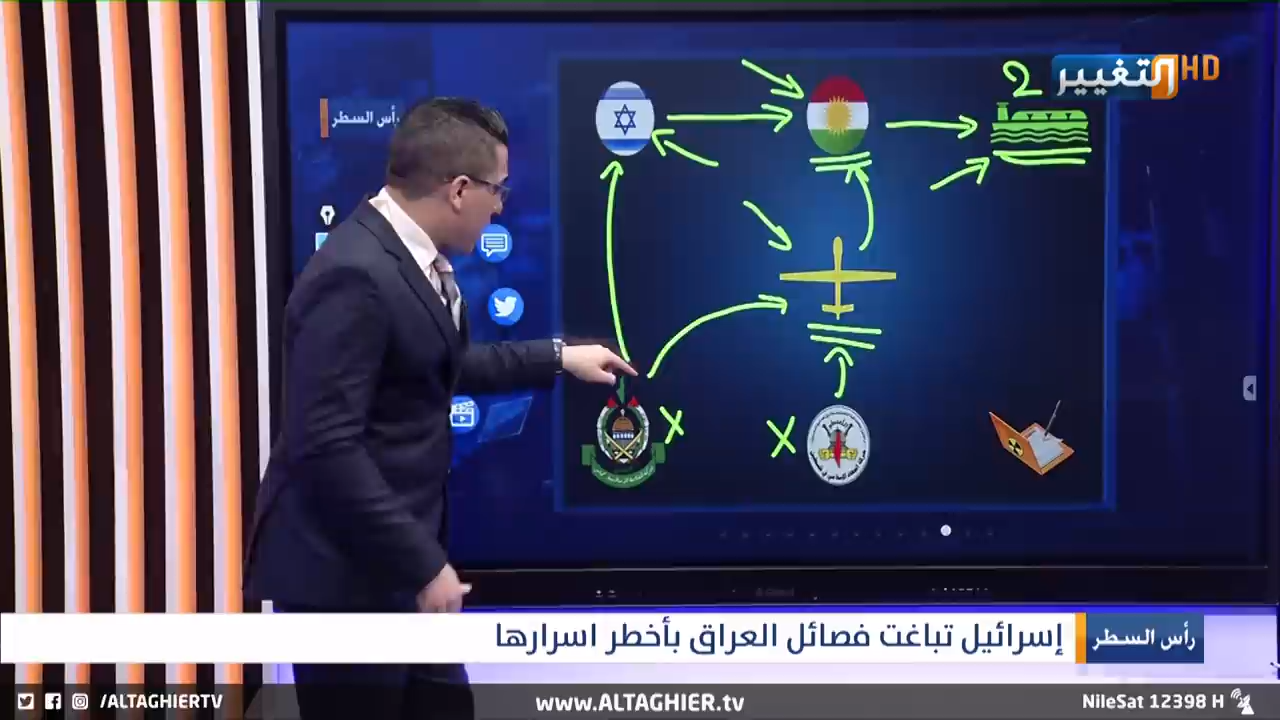 التغيير HD
رأس السطر
2
X
X
رأس السطر
إسرائيل تباغت فصائل العراق بأخطر اسرارها
/ALTAGHIERTV
www.ALTAGHIER.tv
NileSat 12398 H